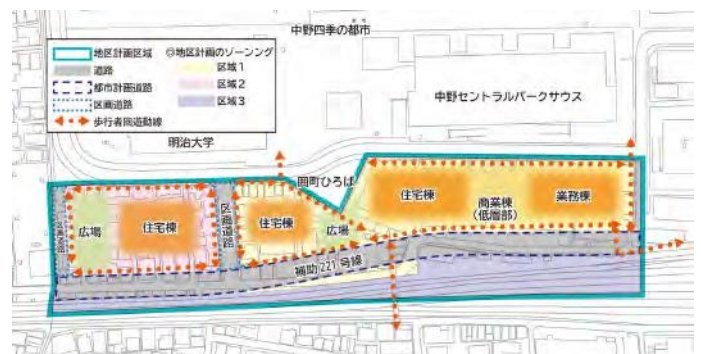 中野四季の都市
まち
地区計画区域
道路
都市計画道路
区画道路
歩行者回遊動線
◎地区計画のゾーンニング
区域1
区域2
区域3
中野セントラルパークサウス
明治大学
囲町ひろば
広場
住宅棟
区画道路
住宅棟
広場
住宅棟
商業棟
(低層部)
業務棟
補助221号線